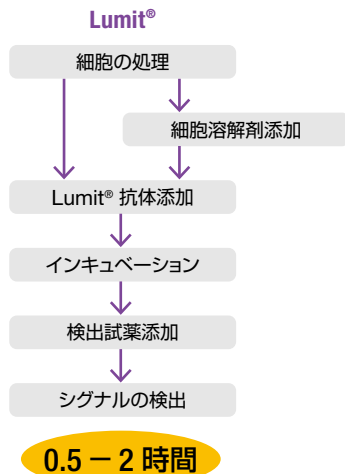 Lumit®
細胞の処理
細胞溶解剤添加
Lumit® 抗体添加
インキュベーション
検出試薬添加
シグナルの検出
0.5 － 2 時間